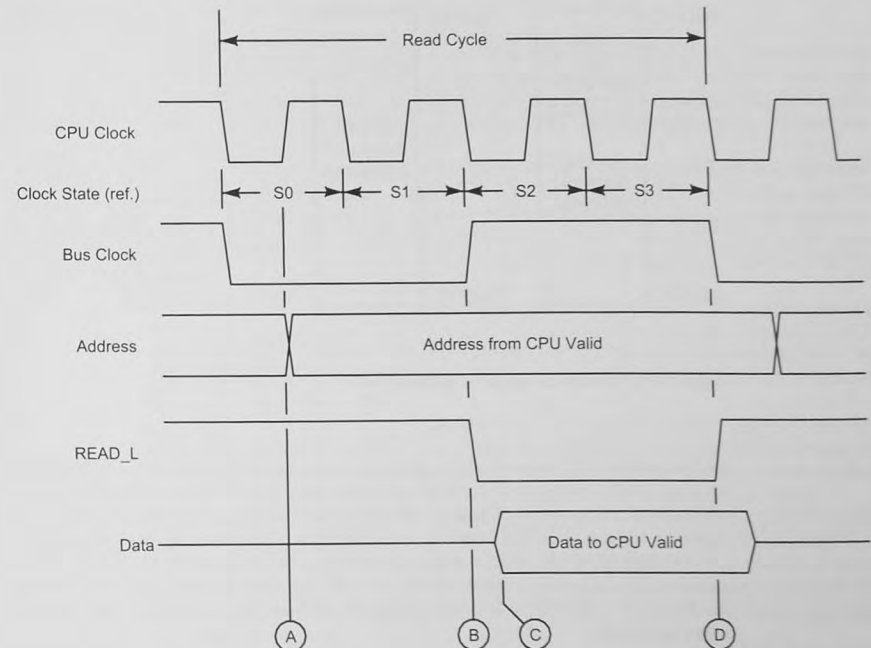 Read Cycle
CPU Clock
Clock State (ref.)
S0
S1
S2
S3
Bus Clock
Address
Address from CPU Valid
READ_L
Data
Data to CPU Valid
A
B
C
D